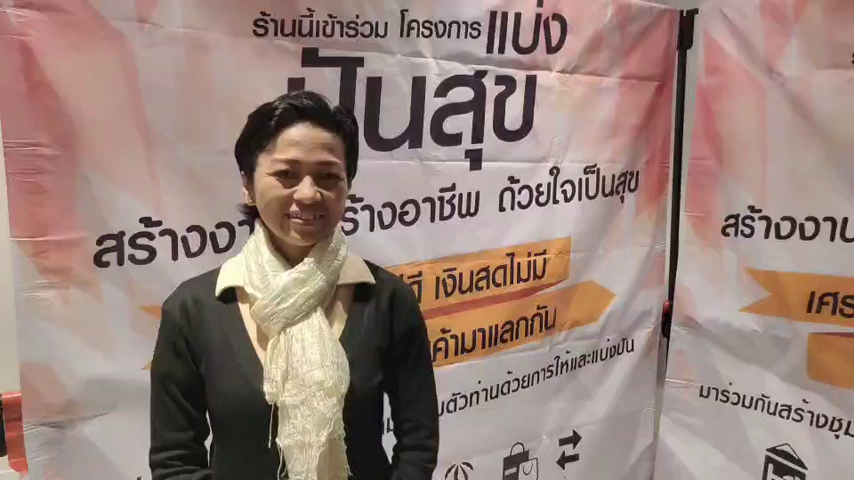 ร้านนี้เข้าร่วม โครงการ แบ่ง
ปันสุข
สร้างงาน สร้างอาชีพ ด้วยใจเป็นสุข
ดี เงินสดไม่มี
ค้ามาแลกกัน
ตัวท่านด้วยการให้และแบ่งปัน
สร้างงาน
เศร
มาร่วมกันสร้างชุม